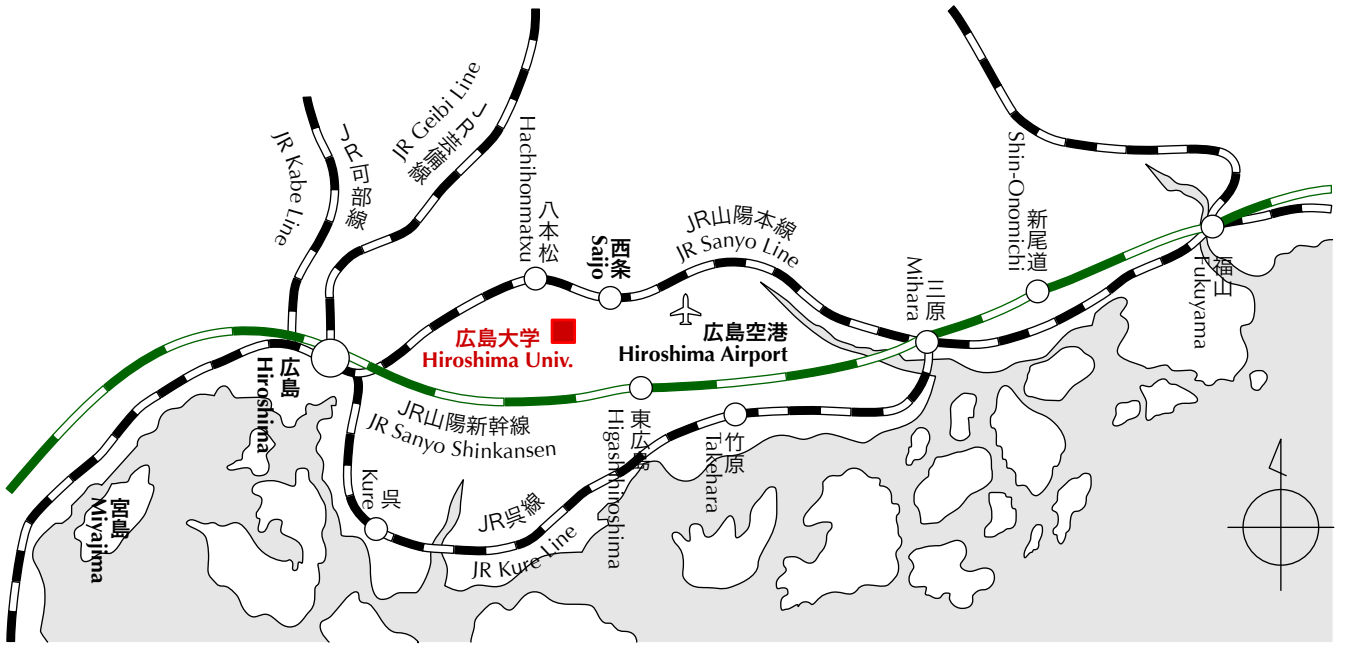 JR Kabe Line
JR可部線
JR Geibi Line
JR芸備線
Hachihonmatxu
八本松
Saijo
西条
JR山陽本線
JR Sanyo Line
Shin-Onomichi
新尾道
Mihara
川原
Fukuyama
福山
広島大学
Hiroshima Univ.
広島空港
Hiroshima Airport
広島
Hiroshima
JR山陽新幹線
JR Sanyo Shinkansen
東広島
Higashihiroshima
竹原
Takehara
Kure
呉
JR呉線
JR Kure Line
宮島
Miyajima